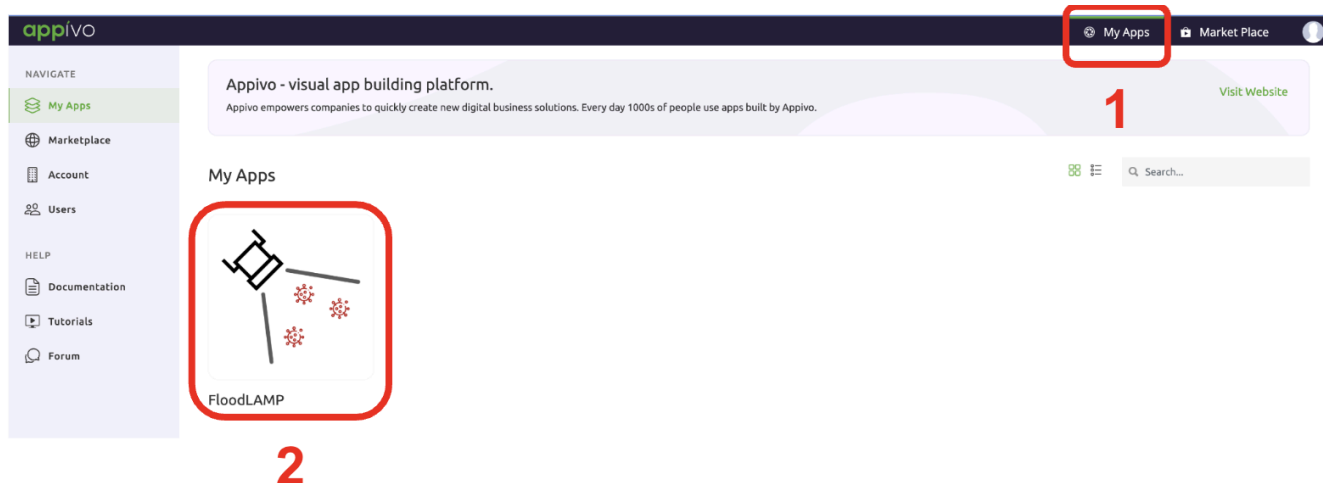 appivo
My Apps
Market Place
NAVIGATE
My Apps
Marketplace
Account
Users
HELP
Documentation
Tutorials
Forum
Appivo - visual app building platform.
Appivo empowers companies to quickly create new digital business solutions. Every day 1000s of people use apps built by Appivo.
Visit Website
1
My Apps
Search...
FloodLAMP
2